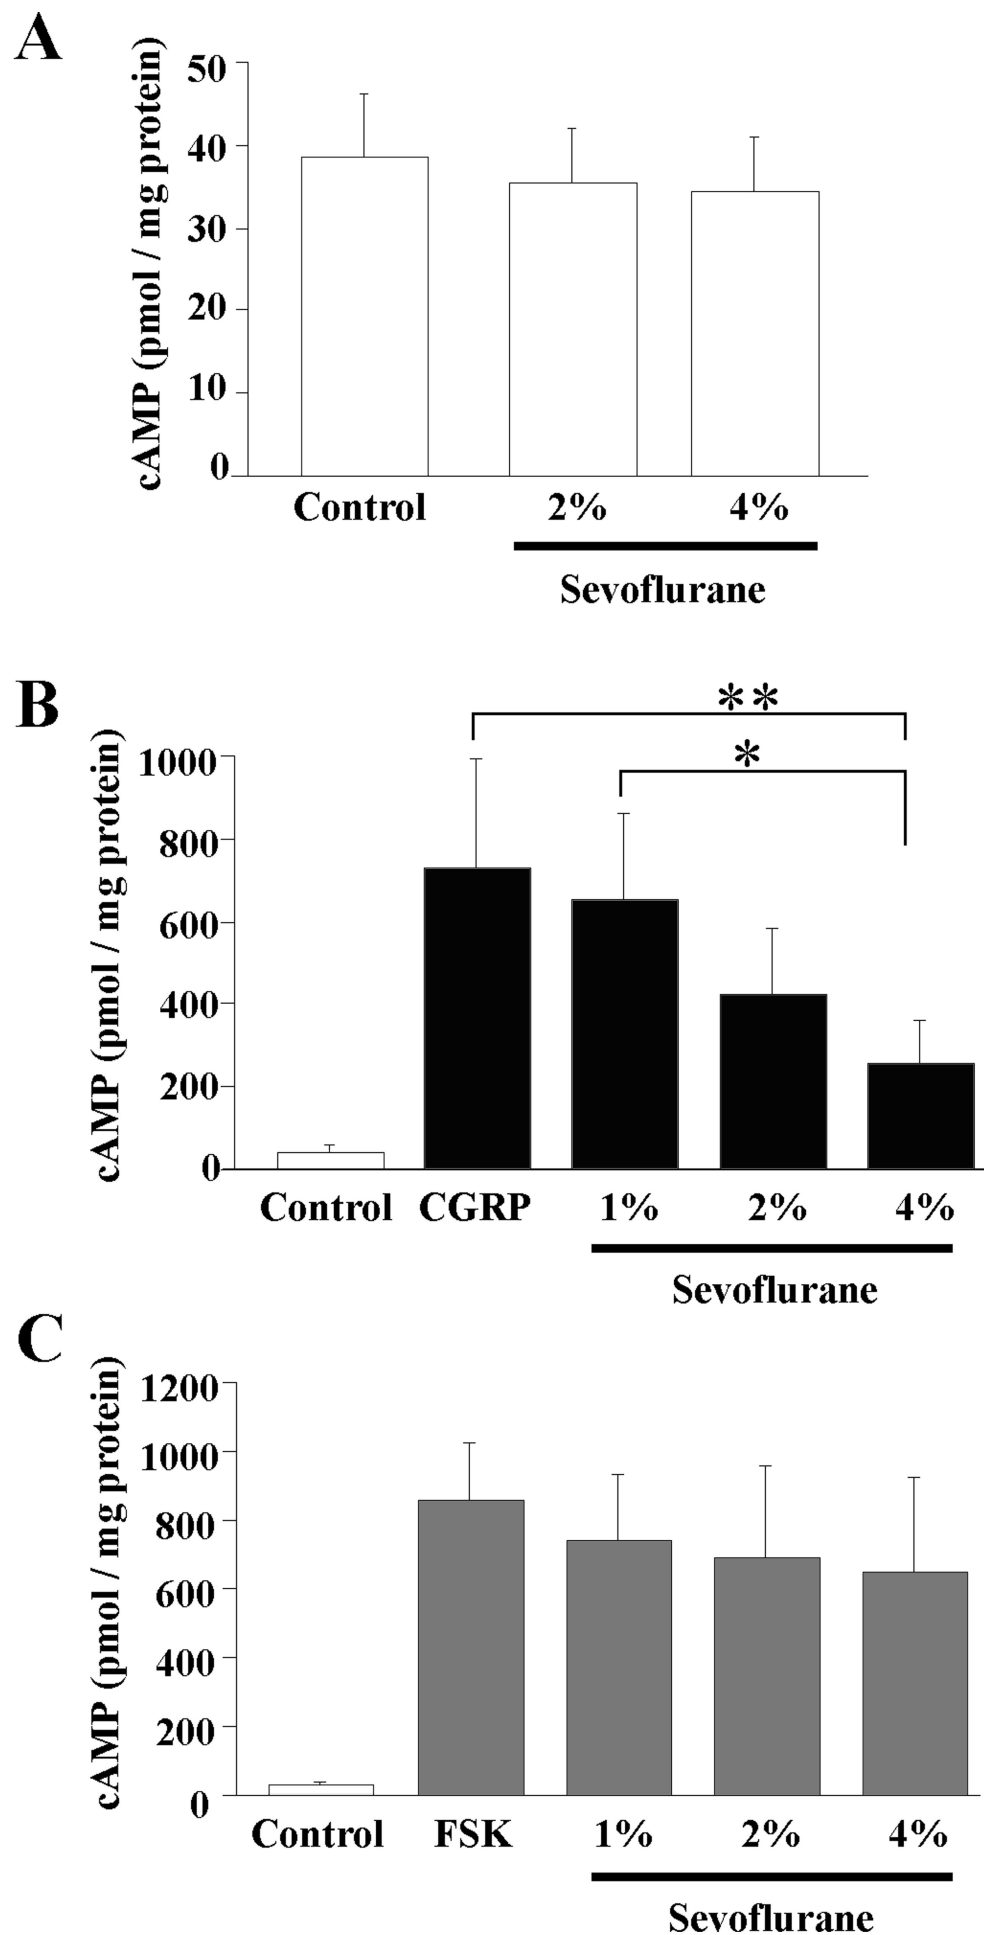 A
cAMP (pmol / mg protein)
50
40
30
20
10
0
Control 2% 4%
Sevoflurane
B
cAMP (pmol / mg protein)
**
*
1000
800
600
400
200
0
Control CGRP 1% 2% 4%
Sevoflurane
C
cAMP (pmol / mg protein)
1200
1000
800
600
400
200
0
Control FSK 1% 2% 4%
Sevoflurane